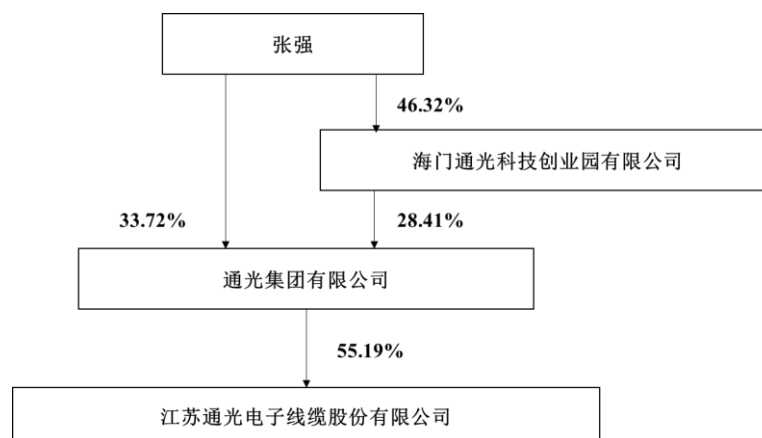 张强
46.32%
海门通光科技创业园有限公司
33.72%
28.41%
通光集团有限公司
55.19%
江苏通光电子线缆股份有限公司